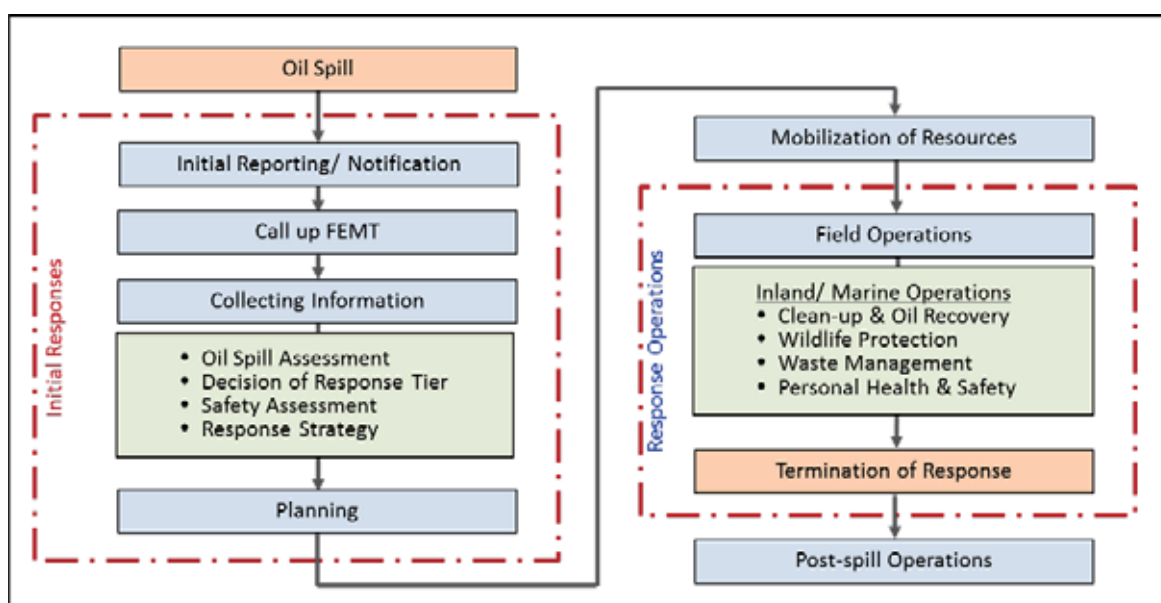 Oil Spill
Initial Responses
Initial Reporting/ Notification
Call up FEMT
Collecting Information
• Oil Spill Assessment
• Decision of Response Tier
• Safety Assessment
• Response Strategy
Planning
Mobilization of Resources
Response Operations
Field Operations
Inland/ Marine Operations
• Clean-up & Oil Recovery
• Wildlife Protection
• Waste Management
• Personal Health & Safety
Termination of Response
Post-spill Operations